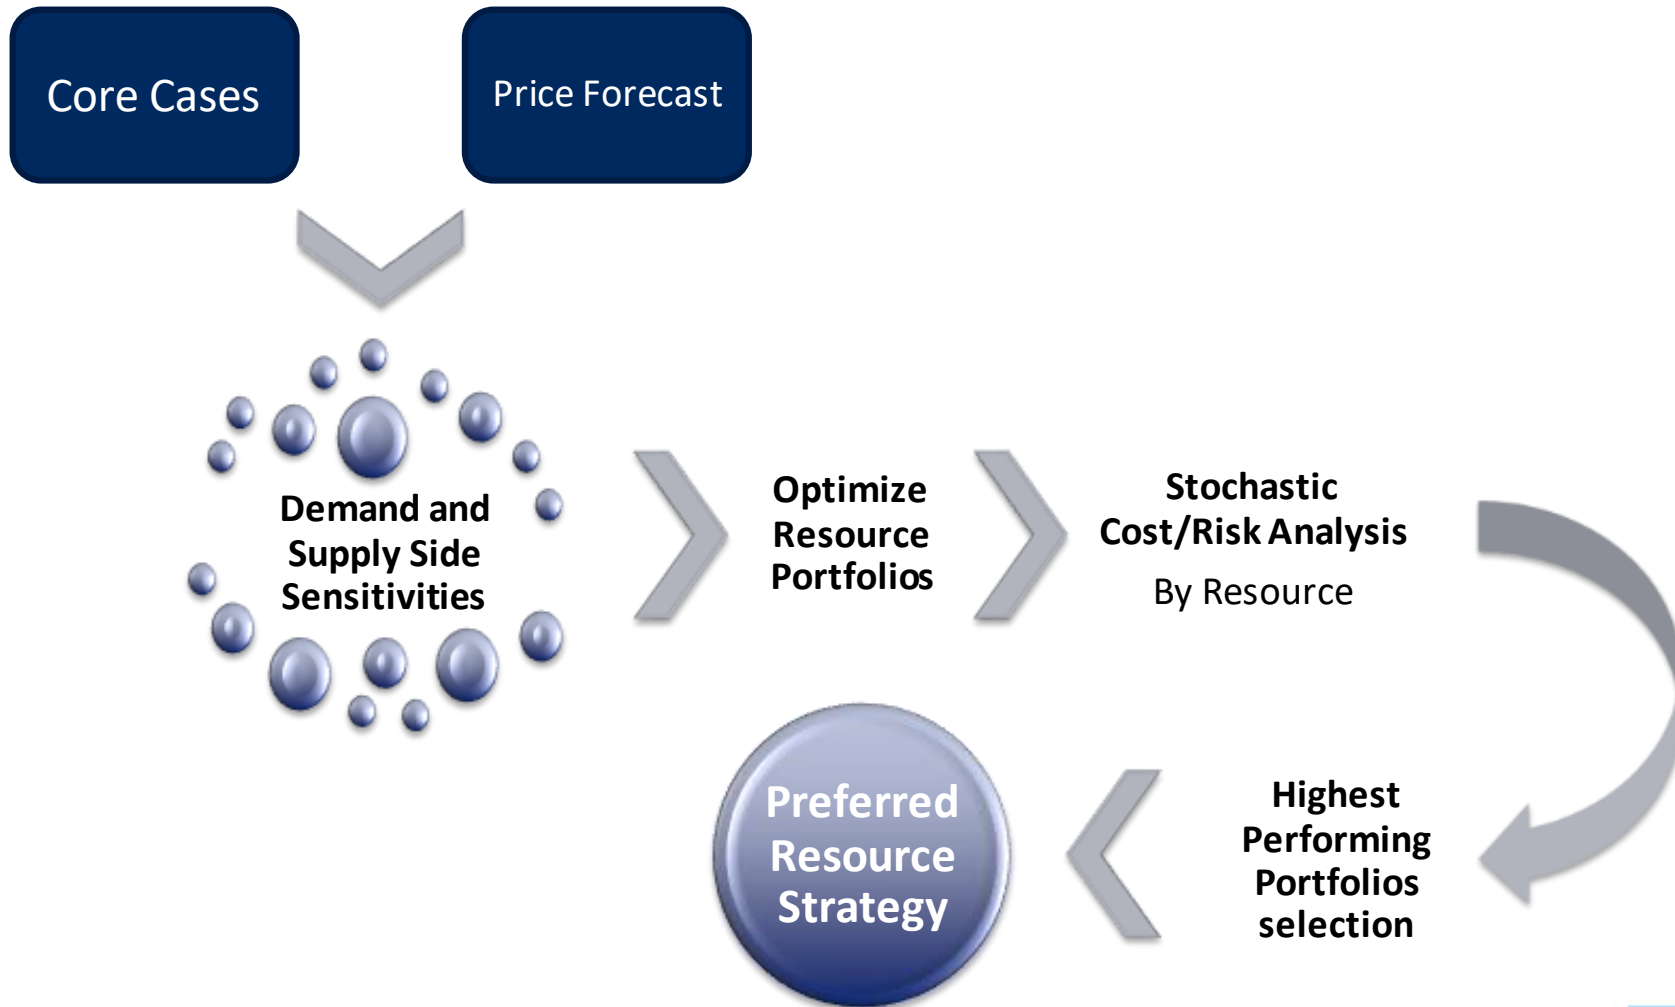 Core Cases
Price Forecast
Demand and
Supply Side
Sensitivities
Optimize
Resource
Portfolios
Stochastic
Cost/Risk Analysis
By Resource
Highest
Performing
Portfolios
selection
Preferred
Resource
Strategy